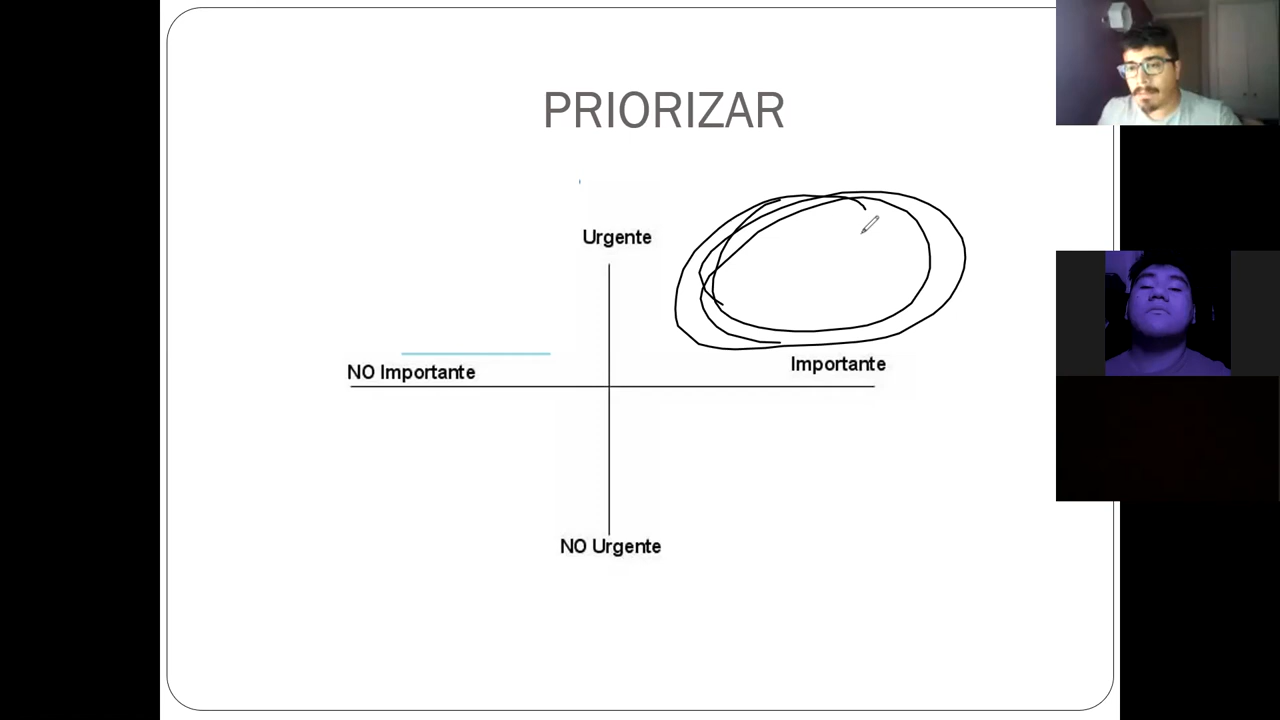 PRIORIZAR
Urgente
Importante
NO Importante
NO Urgente